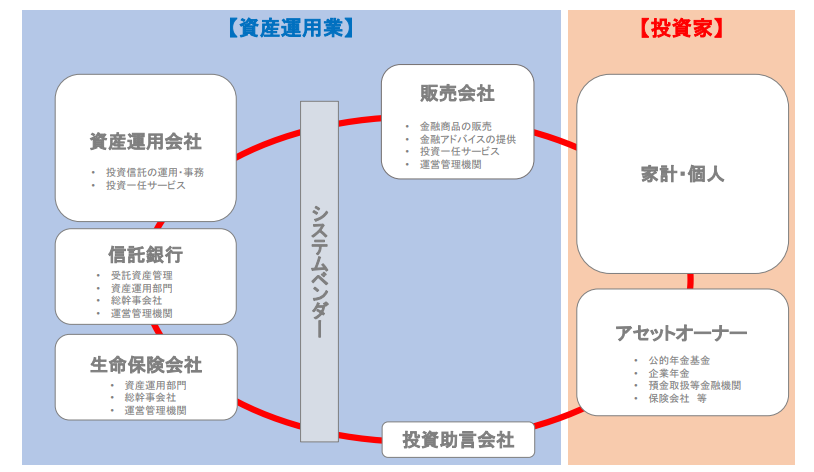 【資産運用業】
【投資家】
資産運用会社
• 投資信託の運用・事務
• 投資一任サービス
信託銀行
• 受託資産管理
• 資産運用部門
• 総幹事会社
• 運営管理機関
生命保険会社
• 資産運用部門
• 総幹事会社
• 運営管理機関
システムベンダー
販売会社
• 金融商品の販売
• 金融アドバイスの提供
• 投資一任サービス
• 運営管理機関
投資助言会社
家計・個人
アセットオーナー
• 公的年金基金
• 企業年金
• 預金取扱等金融機関
• 保険会社 等